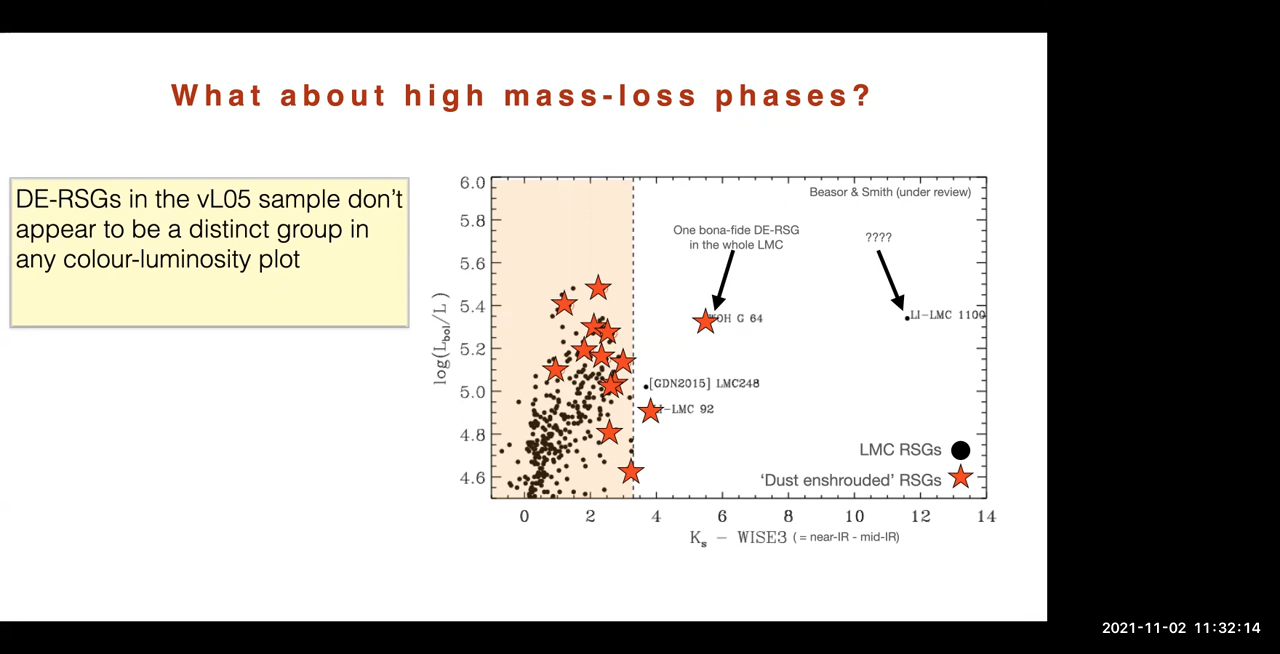 What about high mass-loss phases?
DE-RSGs in the vL05 sample don't
appear to be a distinct group in
any colour-luminosity plot
Beasor & Smith (under review)
One bona-fide DE-RSG
in the whole LMC
????
OH G 64
LI-LMC 1100
[GDN2015] LMC248
-LMC 92
LMC RSGs
'Dust enshrouded' RSGs
log(Lbol/L )
6.0
5.8
5.6
5.4
5.2
5.0
4.8
4.6
0 2 4 6 8 10 12 14
Ks - WISE3 ( = near-IR - mid-IR)
2021-11-02 11:32:14